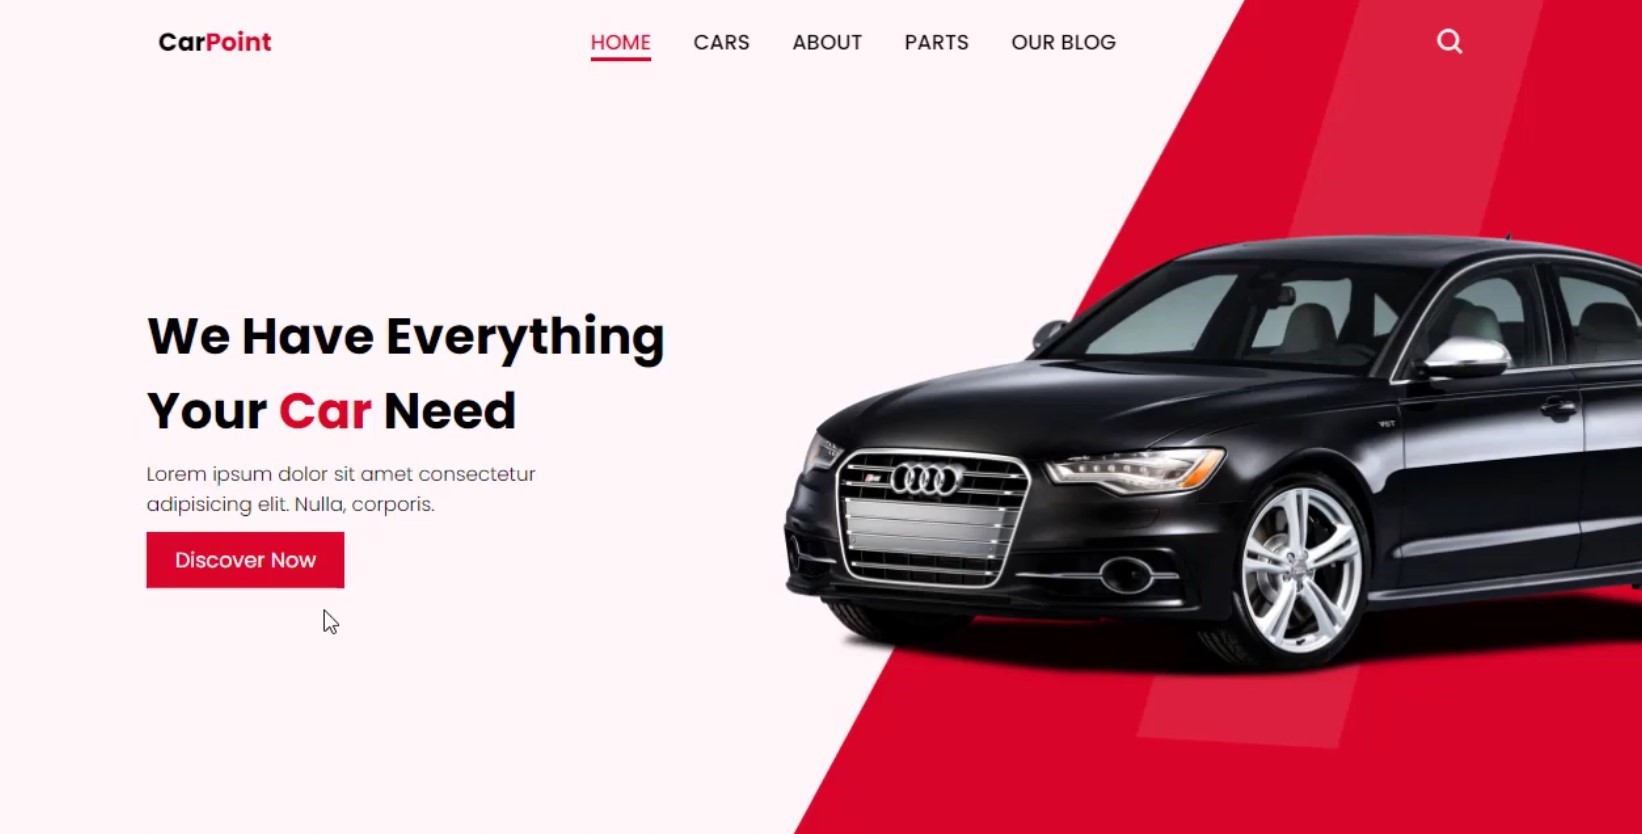 CarPoint
HOME CARS ABOUT PARTS OUR BLOG
We Have Everything
Your Car Need
Lorem ipsum dolor sit amet consectetur
adipisicing elit. Nulla, corporis.
Discover Now